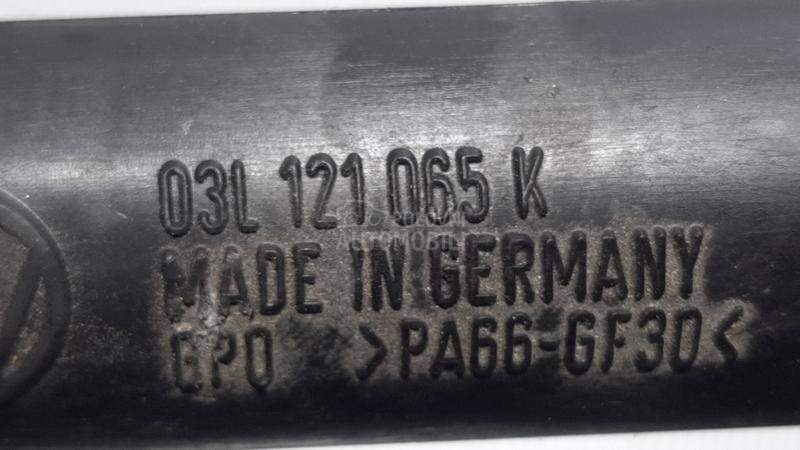 03L 121 065 K
MADE IN GERMANY
GPO >PA66-GF30<